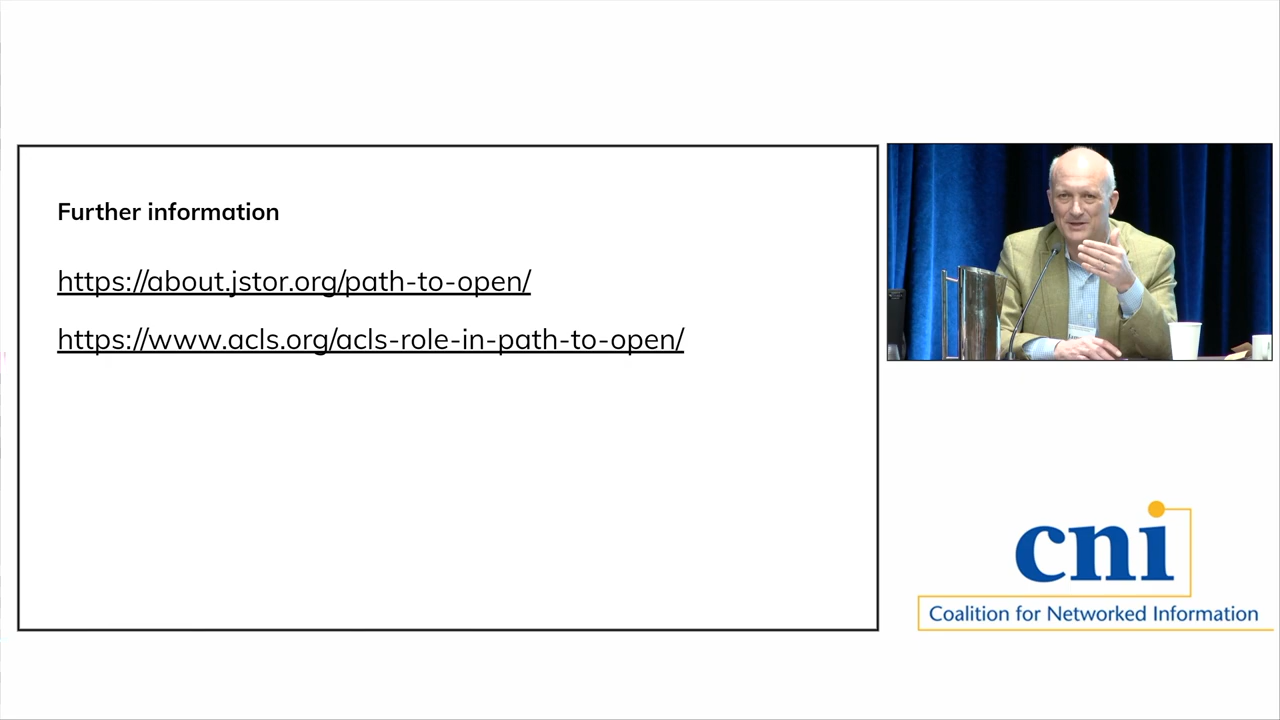 Further information
https://about.jstor.org/path-to-open/
https://www.acls.org/acls-role-in-path-to-open/
cni
Coalition for Networked Information